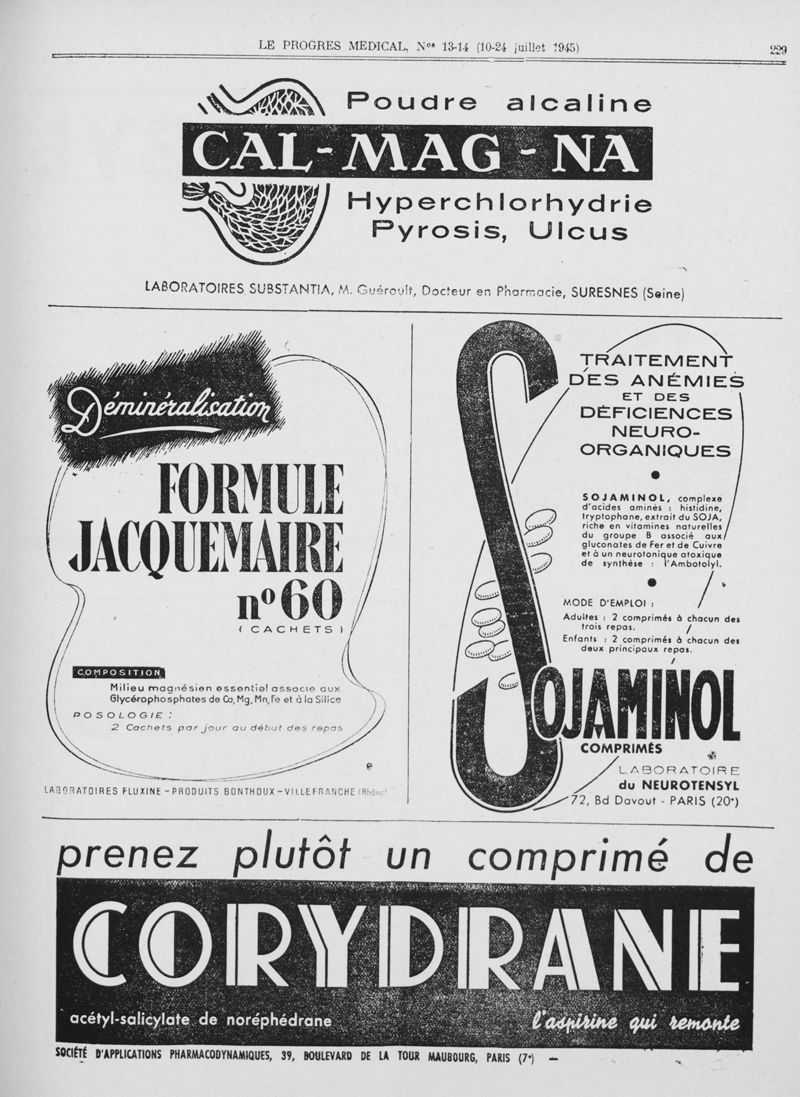 LE PROGRES MEDICAL, Nos 13-14 (10-24 juillet 1945)
229
Poudre alcaline
CAL-MAG-NA
Hyperchlorhydrie
Pyrosis, Ulcus
LABORATOIRES SUBSTANTIA, M. Guéroult, Docteur en Pharmacie, SURESNES (Seine)
Déminéralisation
FORMULE
JACQUEMAIRE
nº 60
(CACHETS)
COMPOSITION
Milieu magnésien essentiel associe aux
Glycérophosphates de Ca, Mg, Mn, Fe et à la Silice
POSOLOGIE :
2 Cachets par jour au début des repas
LABORATOIRES FLUXINE - PRODUITS BONTHOUX - VILLEFRANCHE (Rhône)
TRAITEMENT
DES ANÉMIES
ET DES
DÉFICIENCES
NEURO-
ORGANIQUES
SOJAMINOL, complexe
d'acides aminés : histidine,
tryptophane, extrait du SOJA,
riche en vitamines naturelles
du groupe B associé aux
gluconates de Fer et de Cuivre
et à un neurotonique atoxique
de synthèse : l'Ambotolyl.
MODE D'EMPLOI :
Adultes : 2 comprimés à chacun des
trois repas.
Enfants : 2 comprimés à chacun des
deux principaux repas.
SOJAMINOL
COMPRIMÉS
LABORATOIRE
du NEUROTENSYL
72, Bd Davout - PARIS (20e)
prenez plutôt un comprimé de
CORYDRANE
acétyl-salicylate de noréphédrane
l'aspirine qui remonte
SOCIÉTÉ D'APPLICATIONS PHARMACODYNAMIQUES, 39, BOULEVARD DE LA TOUR MAUBOURG, PARIS (7e) —